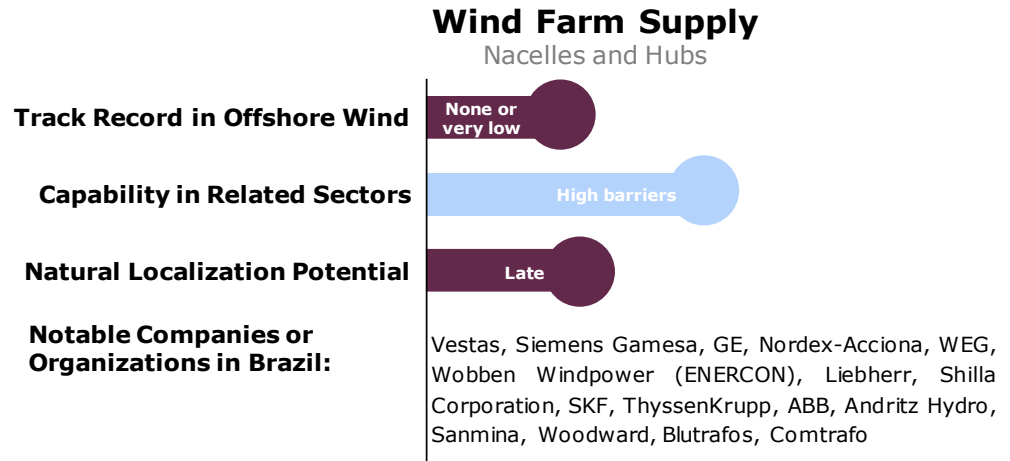 Wind Farm Supply
Nacelles and Hubs
Track Record in Offshore Wind
None or
very low
Capability in Related Sectors
High barriers
Natural Localization Potential
Late
Notable Companies or
Organizations in Brazil:
Vestas, Siemens Gamesa, GE, Nordex-Acciona, WEG,
Wobben Windpower (ENERCON), Liebherr, Shilla
Corporation, SKF, ThyssenKrupp, ABB, Andritz Hydro,
Sanmina, Woodward, Blutrafos, Comtrafo